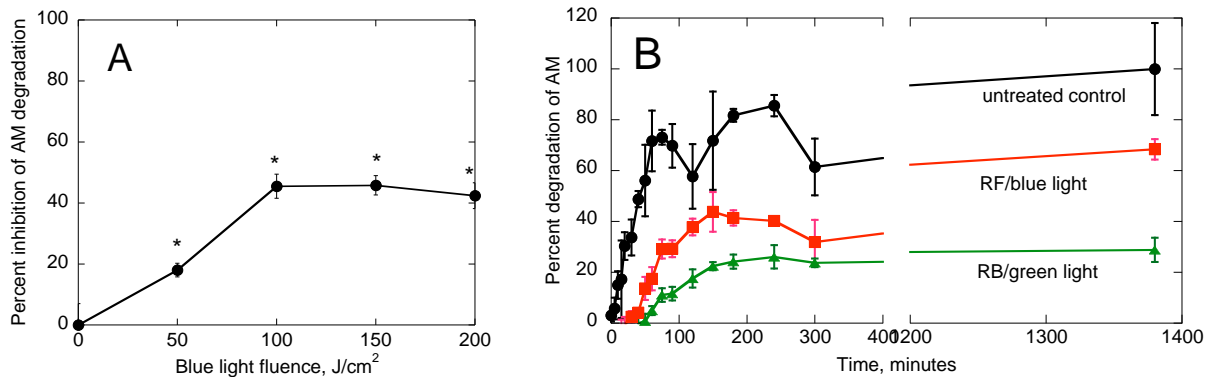 A
Percent inhibition of AM degradation
100
80
60
40
20
0
*
*
*
*
0 50 100 150 200
Blue light fluence, J/cm²
B
Percent degradation of AM
120
100
80
60
40
20
0
untreated control
RF/blue light
RB/green light
0 100 200 300 400
1200 1300 1400
Time, minutes